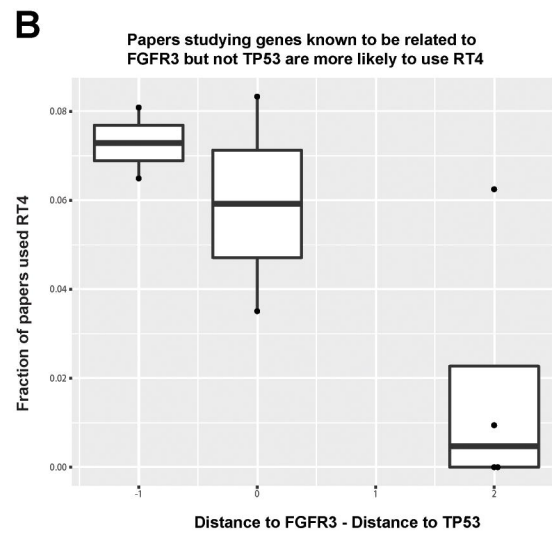 B
Papers studying genes known to be related to
FGFR3 but not TP53 are more likely to use RT4
Fraction of papers used RT4
0.08
0.06
0.04
0.02
0.00
-1
0
1
2
Distance to FGFR3 - Distance to TP53